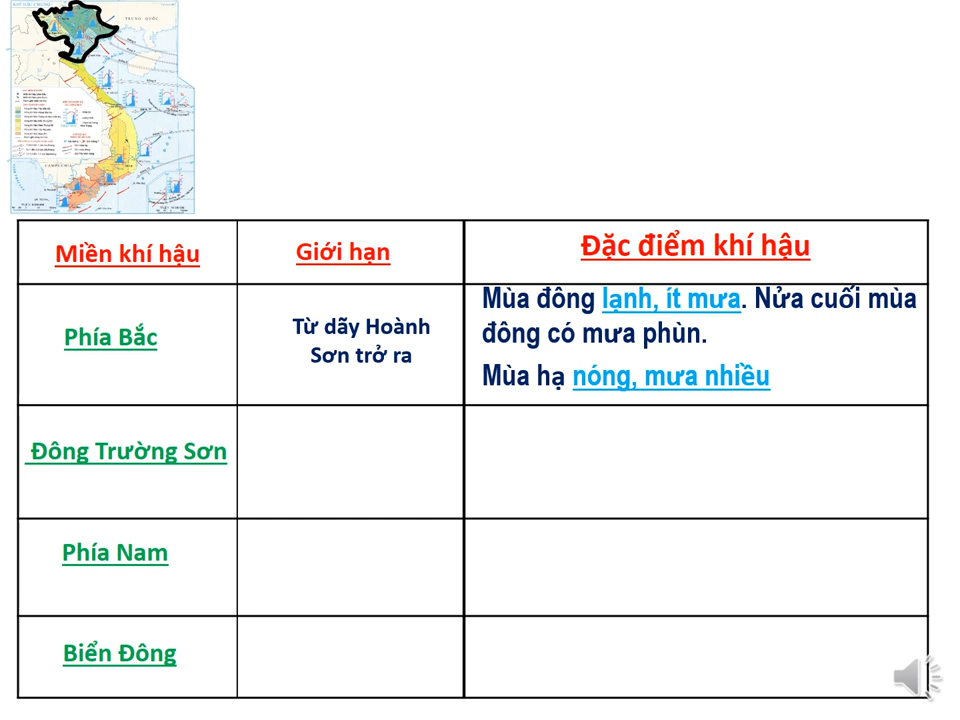 TRUNG QUỐC
CAMPUCHIA
Miền khí hậu
Giới hạn
Đặc điểm khí hậu
Phía Bắc
Từ dãy Hoành
Sơn trở ra
Mùa đông lạnh, ít mưa. Nửa cuối mùa
đông có mưa phùn.
Mùa hạ nóng, mưa nhiều
Đông Trường Sơn
Phía Nam
Biển Đông